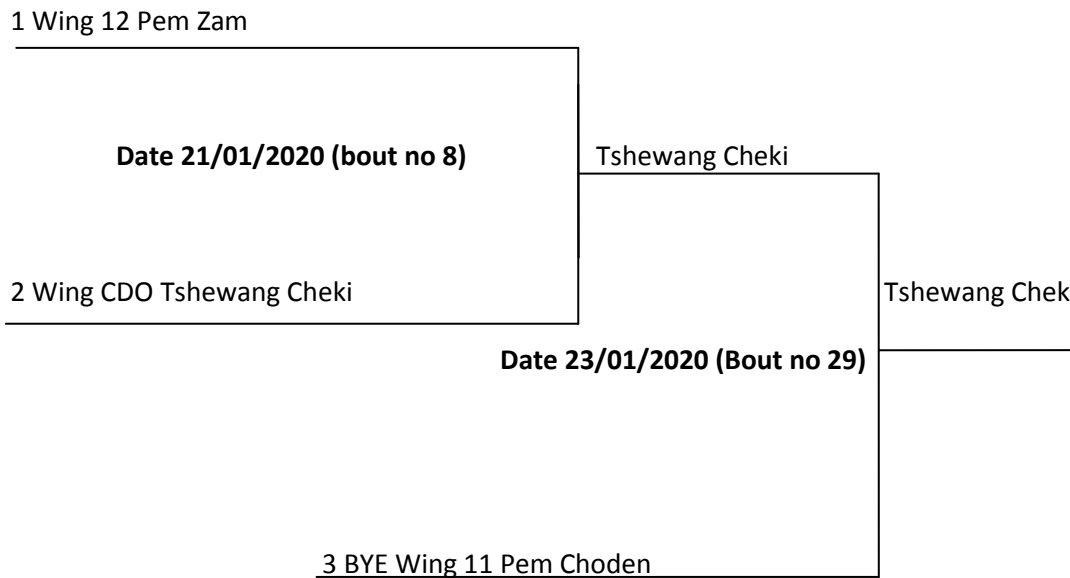 1 Wing 12 Pem Zam
Date 21/01/2020 (bout no 8)
Tshewang Cheki
2 Wing CDO Tshewang Cheki
Tshewang Chek
Date 23/01/2020 (Bout no 29)
3 BYE Wing 11 Pem Choden